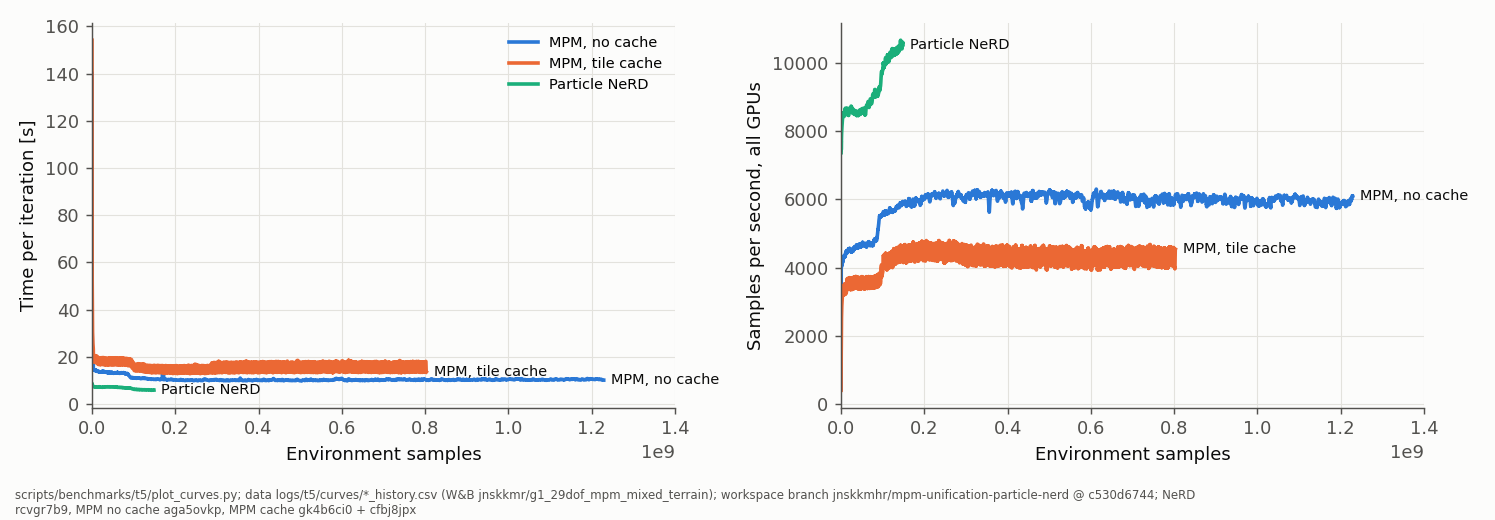 160
140
120
100
80
60
40
20
0
Time per iteration [s]
MPM, no cache
MPM, tile cache
Particle NeRD
MPM, tile cache
MPM, no cache
Particle NeRD
0.0 0.2 0.4 0.6 0.8 1.0 1.2 1.4
1e9
Environment samples
10000
8000
6000
4000
2000
0
Samples per second, all GPUs
Particle NeRD
MPM, no cache
MPM, tile cache
0.0 0.2 0.4 0.6 0.8 1.0 1.2 1.4
1e9
Environment samples
scripts/benchmarks/t5/plot_curves.py; data logs/t5/curves/*_history.csv (W&B jnskkmr/g1_29dof_mpm_mixed_terrain); workspace branch jnskkmhr/mpm-unification-particle-nerd @ c530d6744; NeRD
rcvgr7b9, MPM no cache aga5ovkp, MPM cache gk4b6ci0 + cfbj8jpx